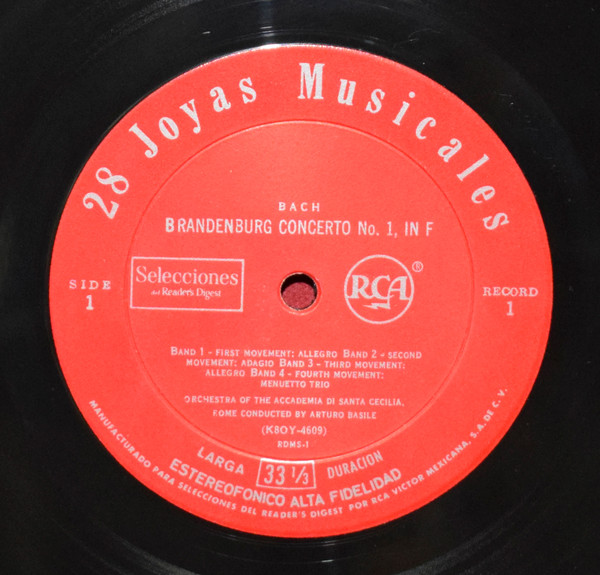 28 Joyas Musicales
BACH
BRANDENBURG CONCERTO No. 1, IN F
SIDE
1
Selecciones
del Reader's Digest
RCA®
RECORD
1
BAND 1 - FIRST MOVEMENT: ALLEGRO BAND 2 - SECOND
MOVEMENT: ADAGIO BAND 3 - THIRD MOVEMENT:
ALLEGRO BAND 4 - FOURTH MOVEMENT:
MENUETTO TRIO
ORCHESTRA OF THE ACCADEMIA DI SANTA CECILIA,
ROME CONDUCTED BY ARTURO BASILE
(K8OY-4609)
RDMS-1
LARGA 33 1/3 DURACION
ESTEREOFONICO ALTA FIDELIDAD
MANUFACTURADO PARA SELECCIONES DEL READER'S DIGEST POR RCA VICTOR MEXICANA, S.A. DE C. V.